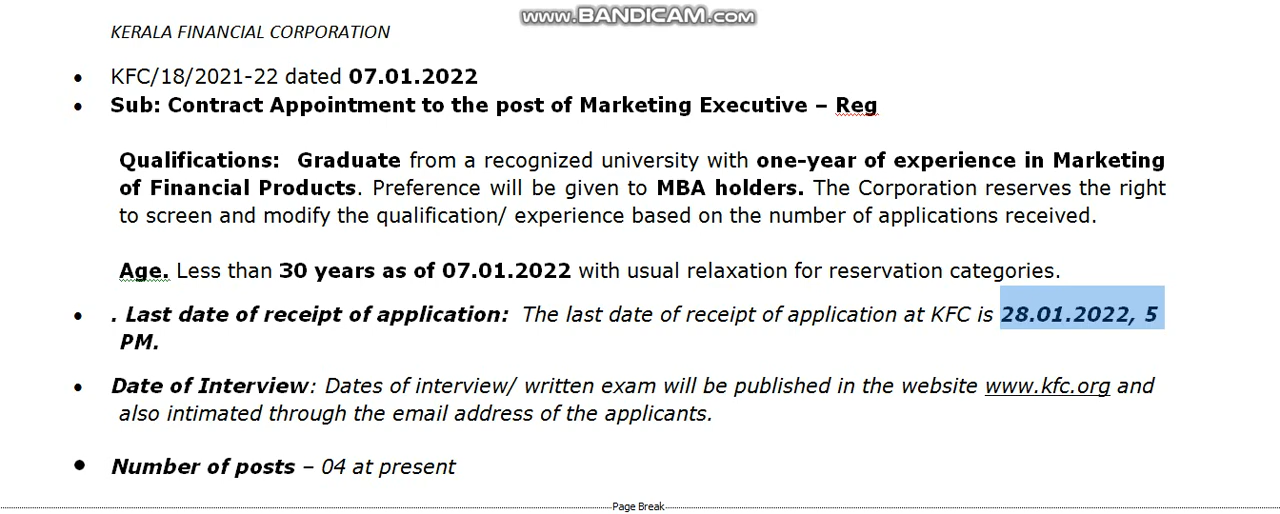 www.BANDICAM.com
KERALA FINANCIAL CORPORATION
• KFC/18/2021-22 dated 07.01.2022
• Sub: Contract Appointment to the post of Marketing Executive – Reg
Qualifications: Graduate from a recognized university with one-year of experience in Marketing
of Financial Products. Preference will be given to MBA holders. The Corporation reserves the right
to screen and modify the qualification/ experience based on the number of applications received.
Age. Less than 30 years as of 07.01.2022 with usual relaxation for reservation categories.
• . Last date of receipt of application: The last date of receipt of application at KFC is 28.01.2022, 5
PM.
• Date of Interview: Dates of interview/ written exam will be published in the website www.kfc.org and
also intimated through the email address of the applicants.
• Number of posts – 04 at present
Page Break